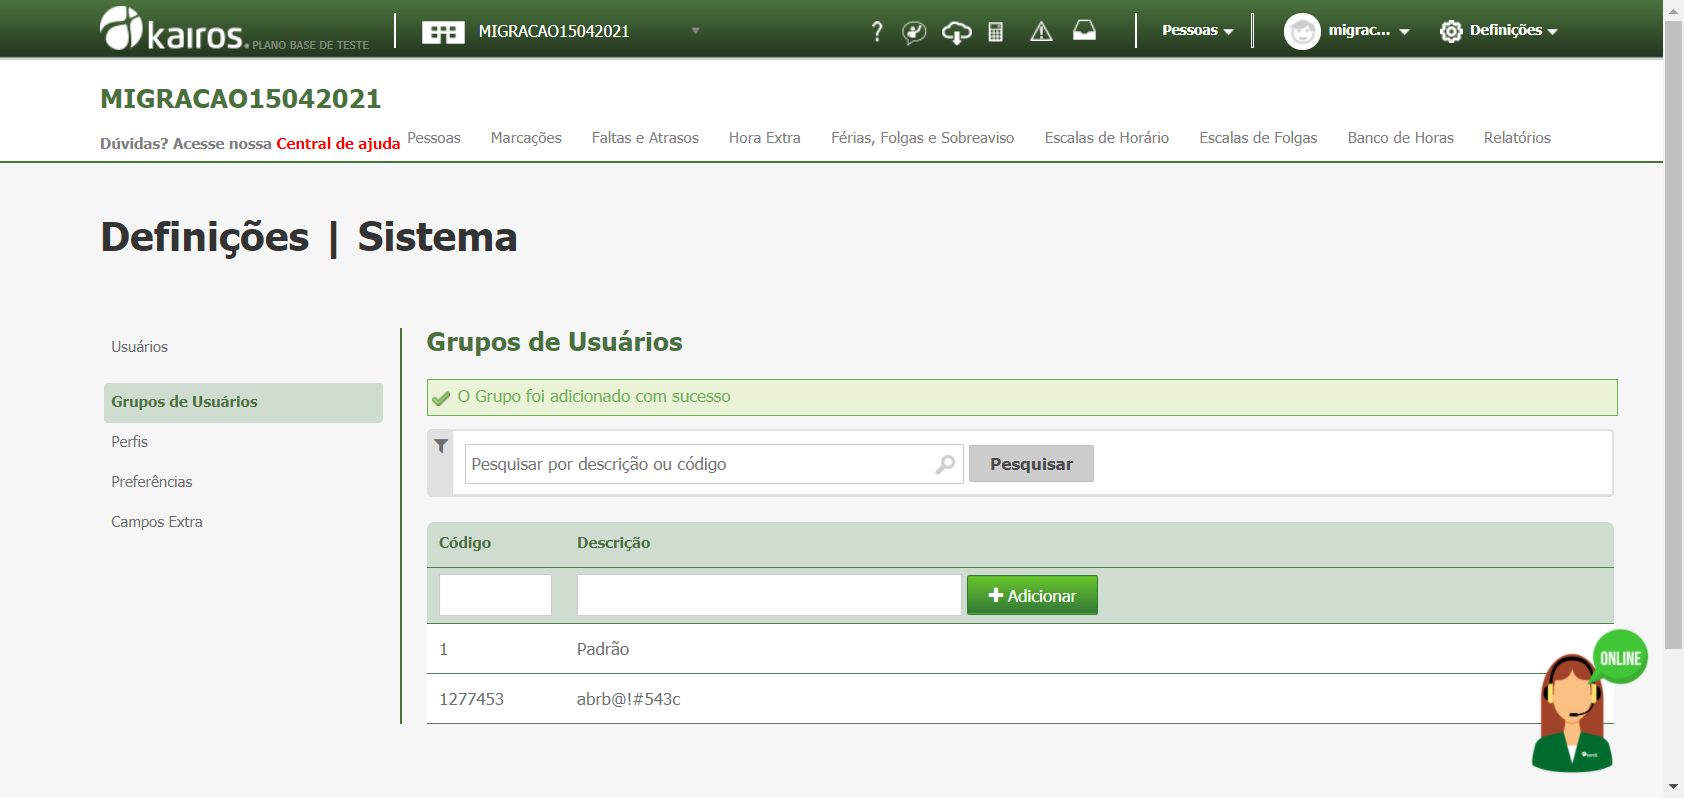 kairos. PLANO BASE DE TESTE
MIGRACAO15042021
Pessoas
migrac...
Definições
MIGRACAO15042021
Dúvidas? Acesse nossa Central de ajuda
Pessoas Marcações Faltas e Atrasos Hora Extra Férias, Folgas e Sobreaviso Escalas de Horário Escalas de Folgas Banco de Horas Relatórios
Definições | Sistema
Usuários
Grupos de Usuários
Perfis
Preferências
Campos Extra
Grupos de Usuários
O Grupo foi adicionado com sucesso
Pesquisar por descrição ou código
Pesquisar
Código Descrição
Adicionar
1 Padrão
1277453 abrb@!#543c
ONLINE